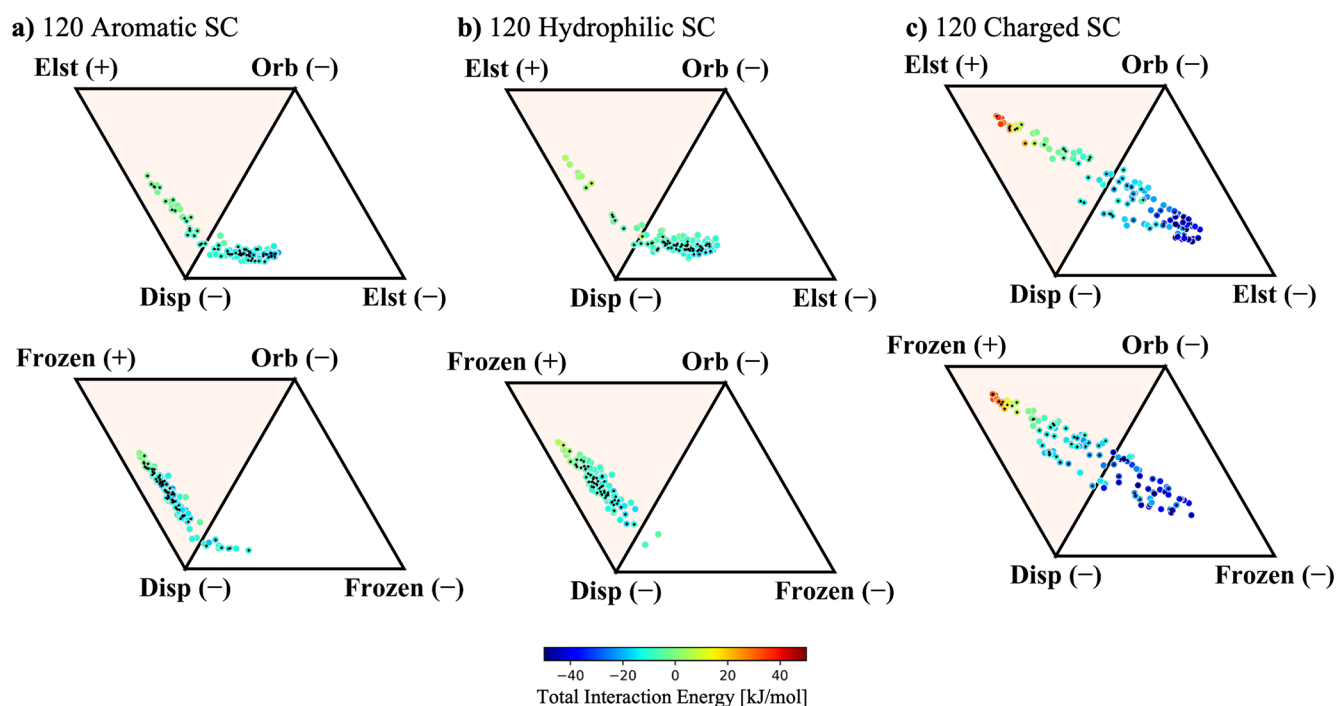 a) 120 Aromatic SC
b) 120 Hydrophilic SC
c) 120 Charged SC
Elst (+) Orb (−)
Elst (+) Orb (−)
Elst (+) Orb (−)
Disp (−) Elst (−)
Disp (−) Elst (−)
Disp (−) Elst (−)
Frozen (+) Orb (−)
Frozen (+) Orb (−)
Frozen (+) Orb (−)
Disp (−) Frozen (−)
Disp (−) Frozen (−)
Disp (−) Frozen (−)
−40 −20 0 20 40
Total Interaction Energy [kJ/mol]